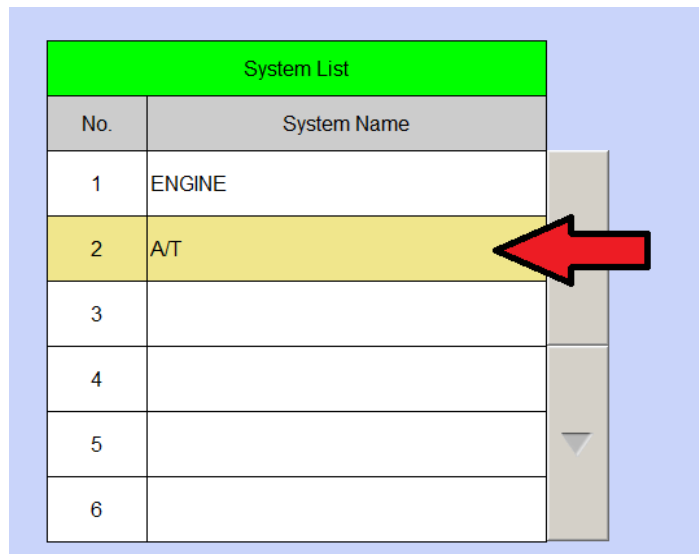 System List
No. System Name
1 ENGINE
2 A/T
3
4
5
6